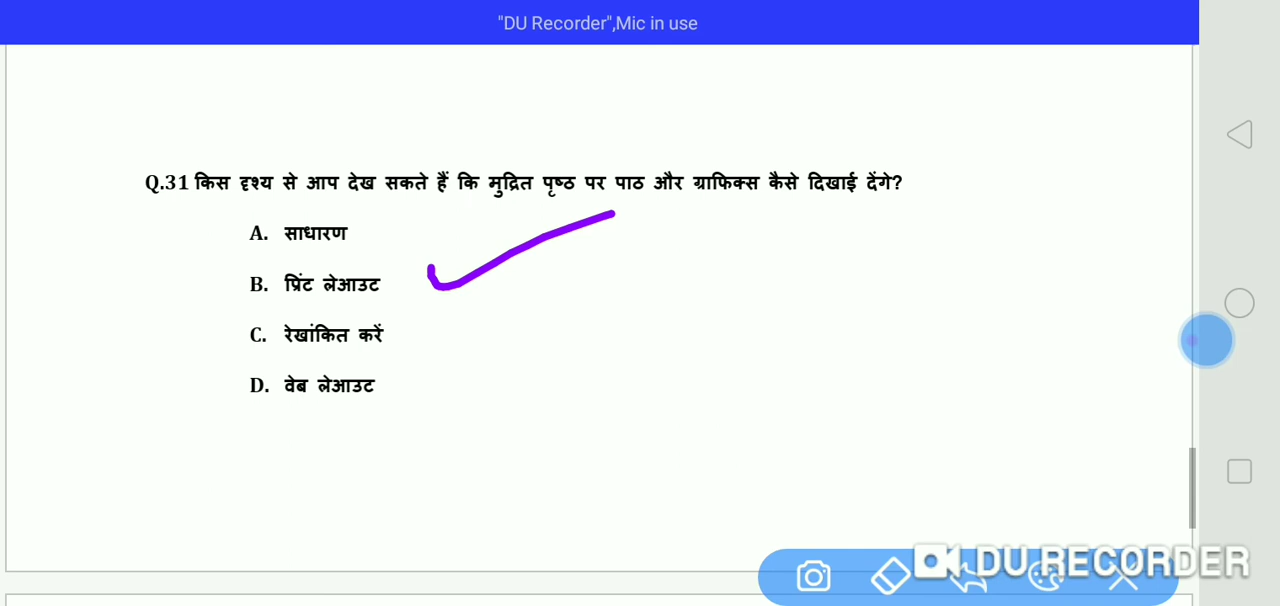 "DU Recorder",Mic in use
Q.31 किस दृश्य से आप देख सकते हैं कि मुद्रित पृष्ठ पर पाठ और ग्राफिक्स कैसे दिखाई देंगे?
A. साधारण
B. प्रिंट लेआउट
C. रेखांकित करें
D. वेब लेआउट
DU RECORDER